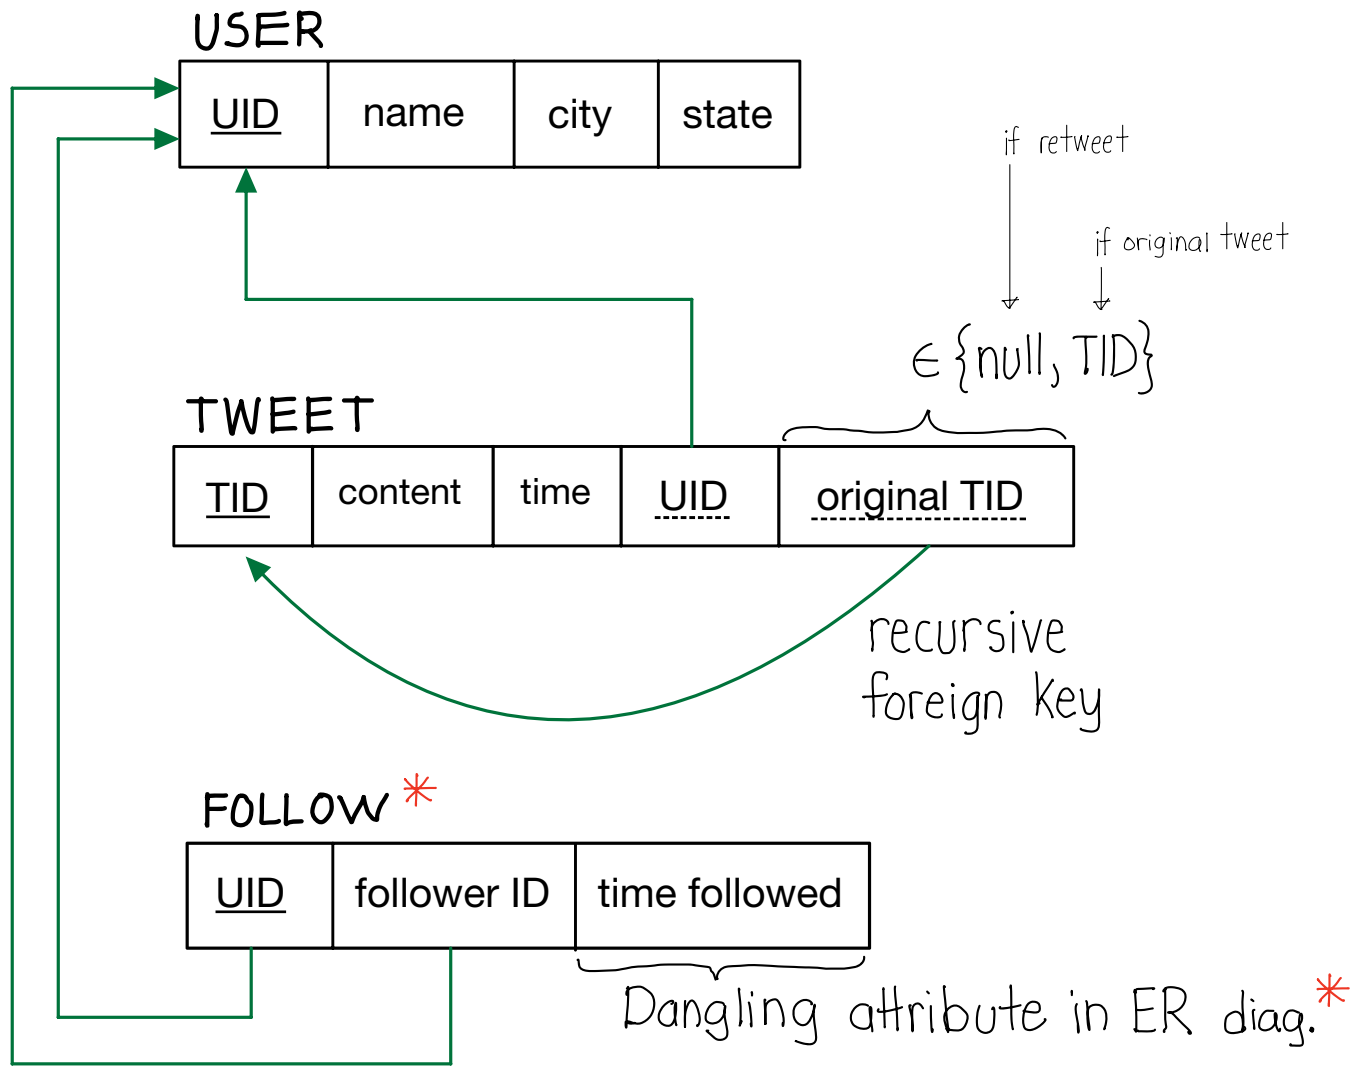 USER
UID name city state
if retweet
if original tweet
∈ {null, TID}
TWEET
TID content time UID original TID
recursive
foreign key
FOLLOW *
UID follower ID time followed
Dangling attribute in ER diag.*